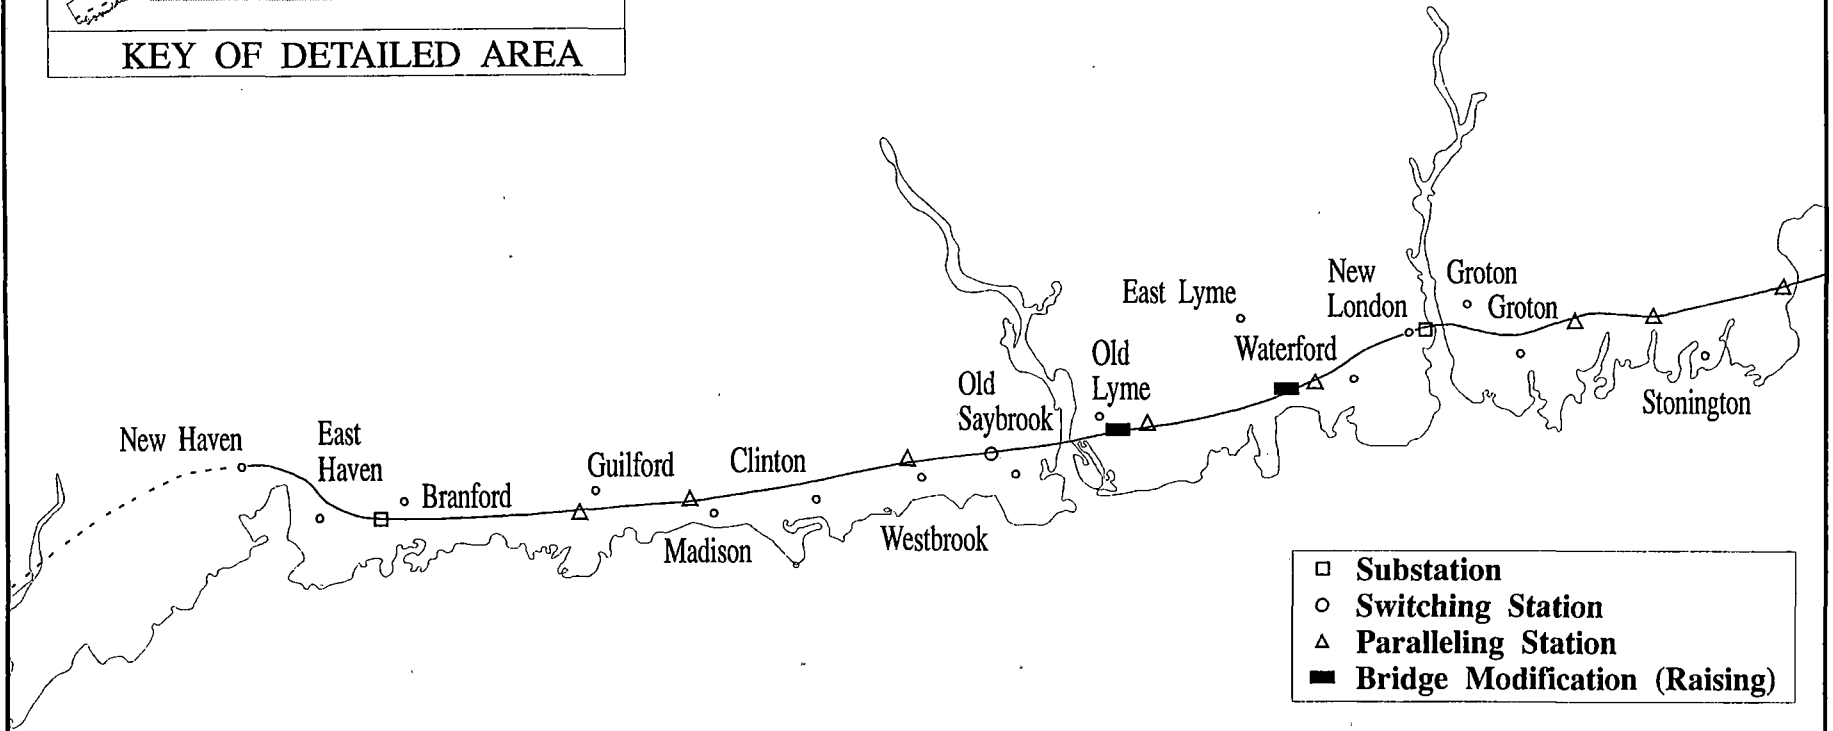 KEY OF DETAILED AREA
New Haven
East
Haven
Branford
Guilford
Madison
Clinton
Westbrook
Old
Saybrook
Old
Lyme
East Lyme
Waterford
New
London
Groton
Groton
Stonington
Substation
Switching Station
Paralleling Station
Bridge Modification (Raising)